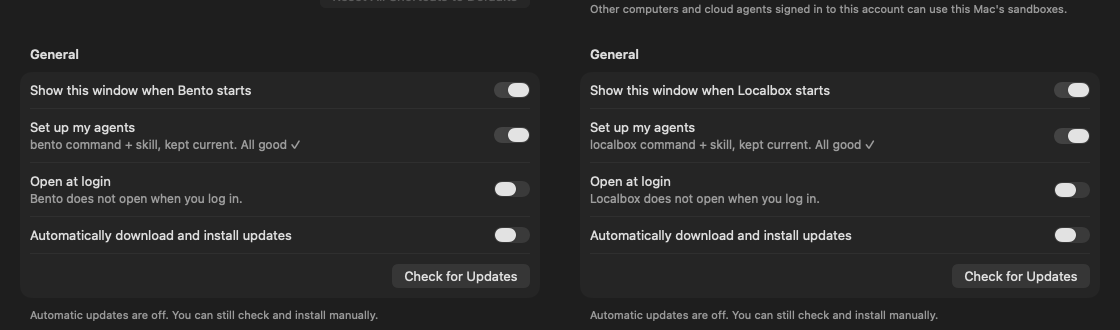 Other computers and cloud agents signed in to this account can use this Mac's sandboxes.
General
Show this window when Bento starts
Set up my agents
bento command + skill, kept current. All good ✓
Open at login
Bento does not open when you log in.
Automatically download and install updates
Check for Updates
Automatic updates are off. You can still check and install manually.
General
Show this window when Localbox starts
Set up my agents
localbox command + skill, kept current. All good ✓
Open at login
Localbox does not open when you log in.
Automatically download and install updates
Check for Updates
Automatic updates are off. You can still check and install manually.